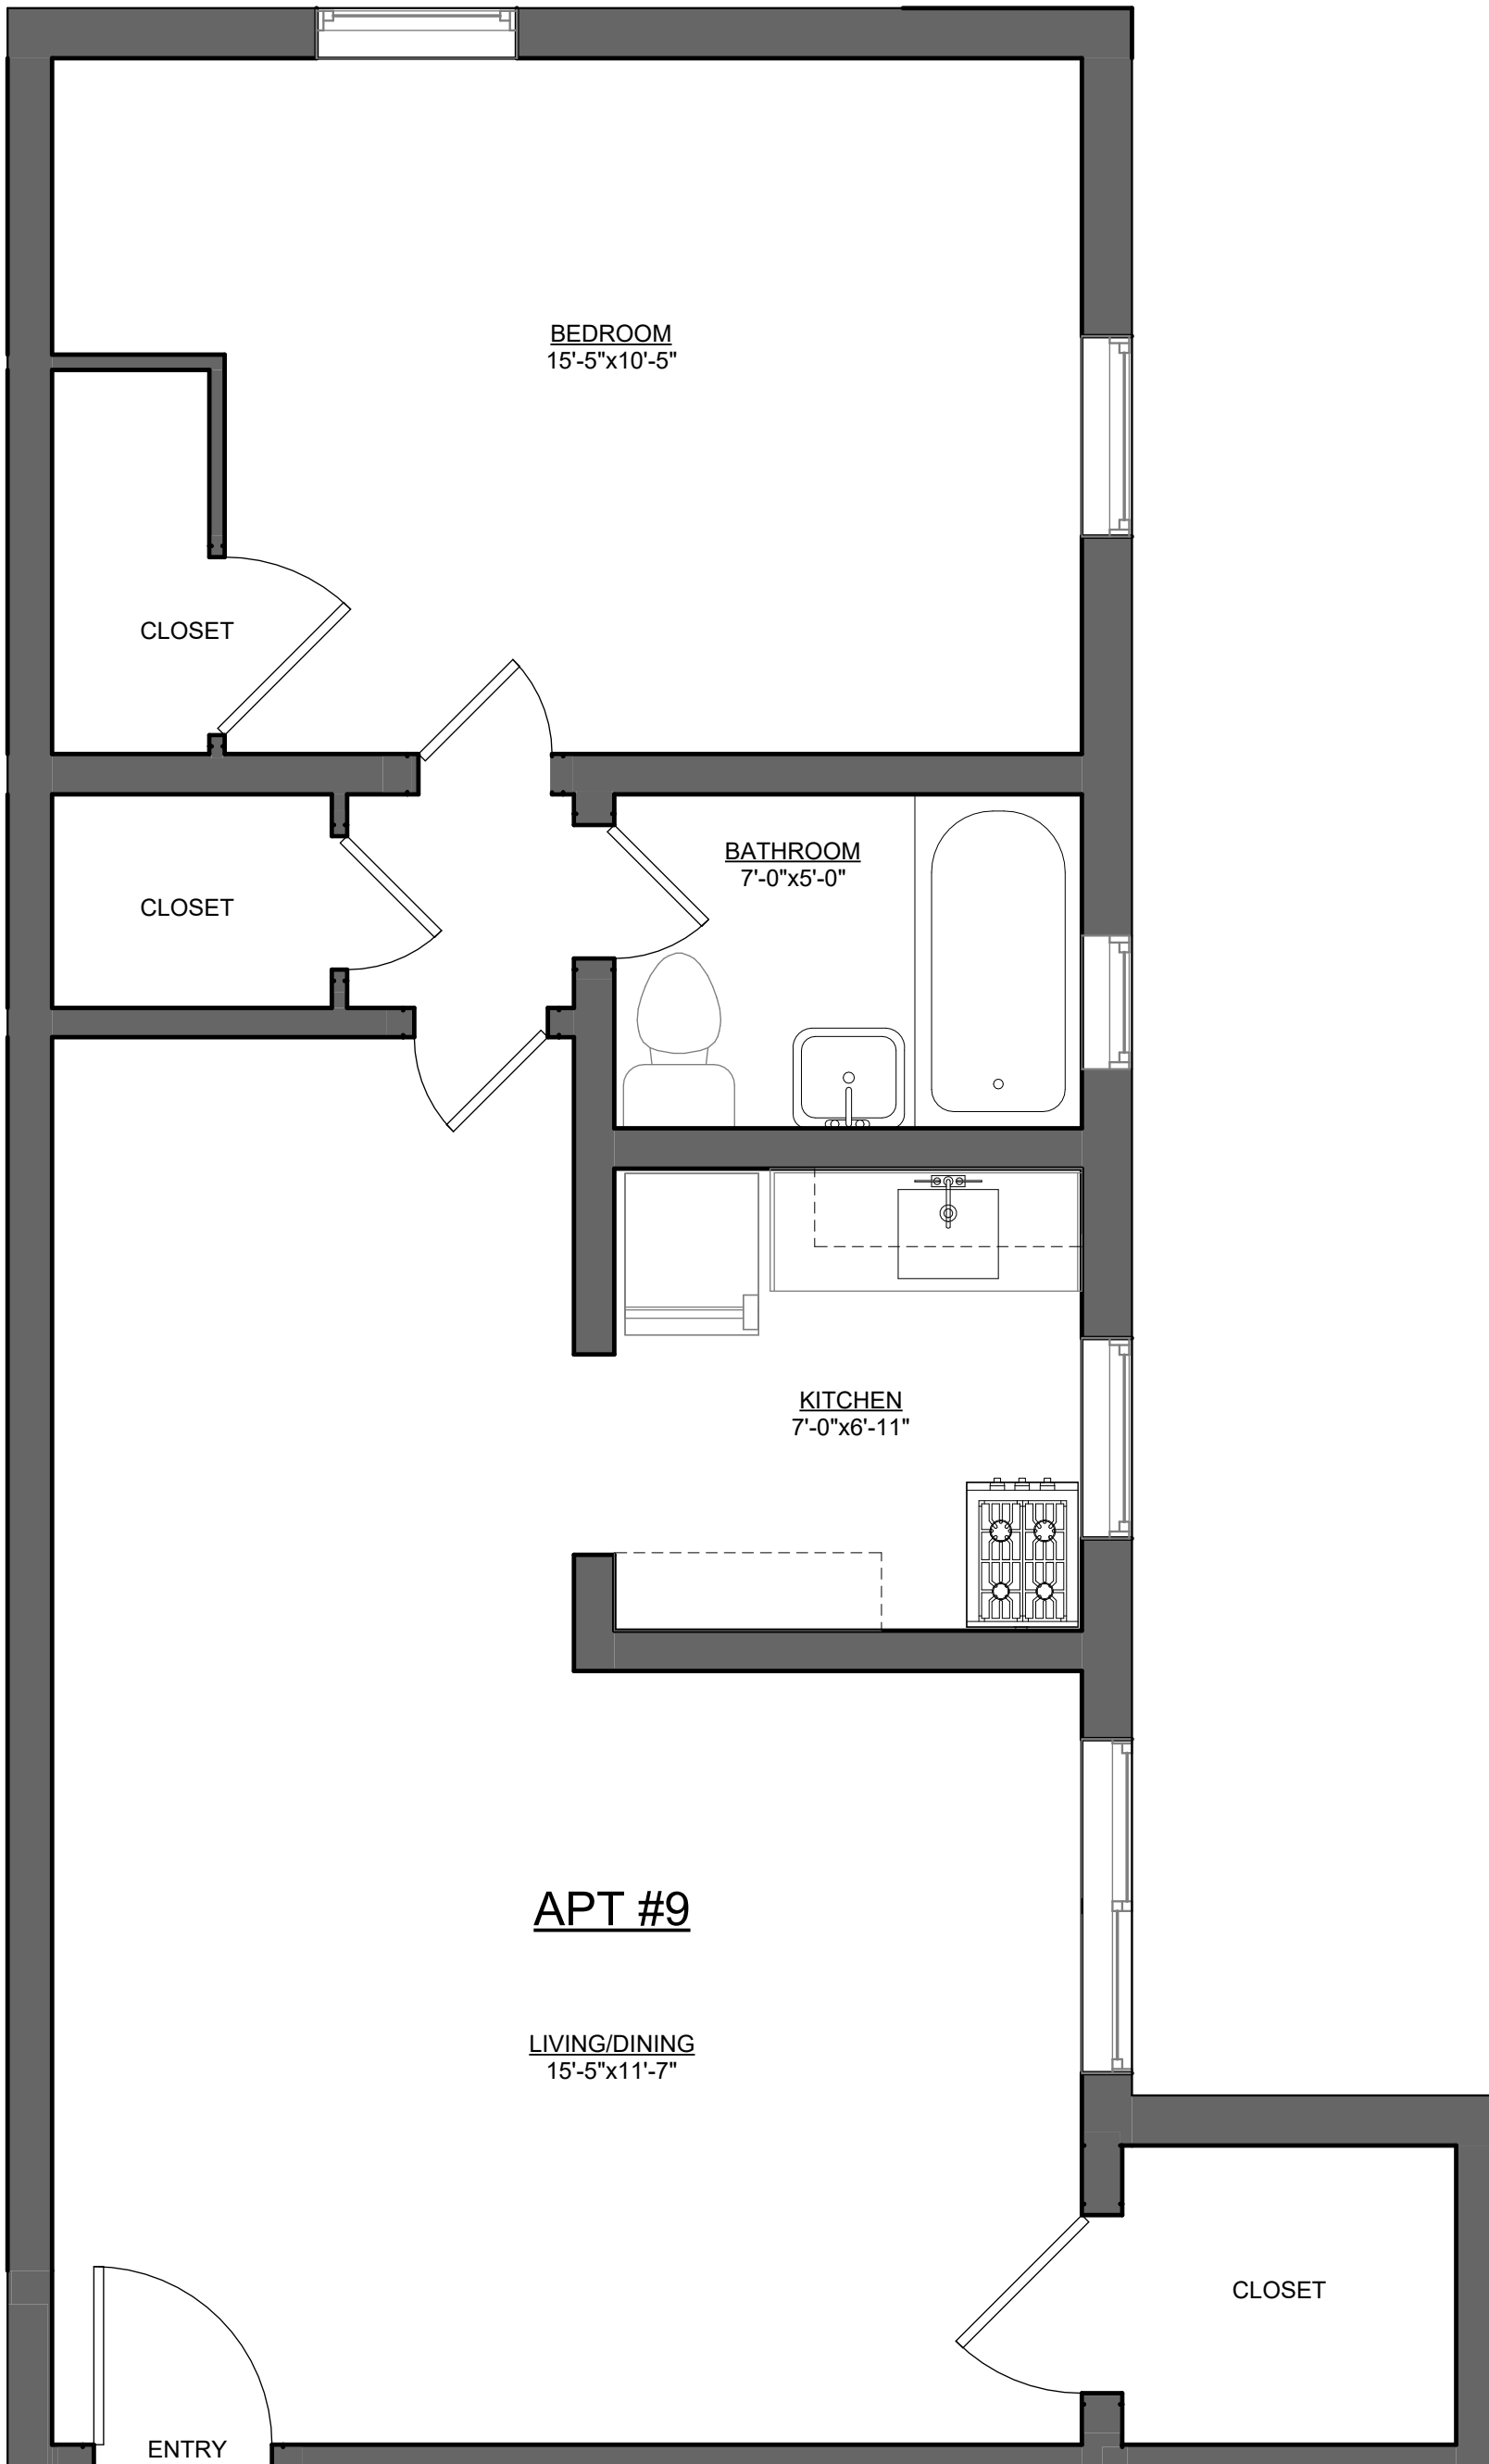 BEDROOM
15'-5"x10'-5"
CLOSET
BATHROOM
7'-0"x5'-0"
CLOSET
KITCHEN
7'-0"x6'-11"
APT #9
LIVING/DINING
15'-5"x11'-7"
CLOSET
ENTRY